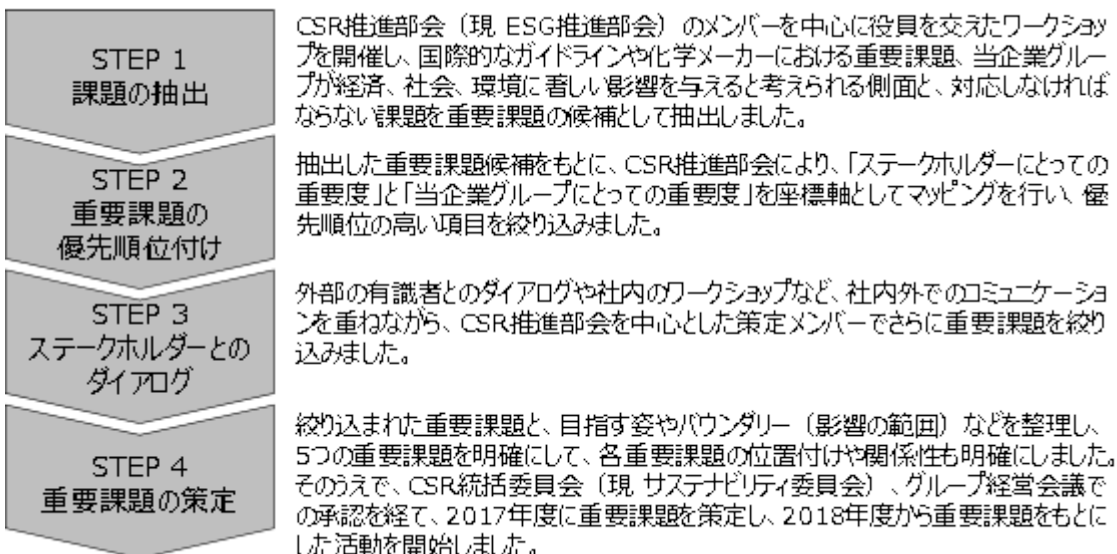 STEP 1
課題の抽出
CSR推進部会（現 ESG推進部会）のメンバーを中心に役員を交えたワークショッ
プを開催し、国際的なガイドラインや化学メーカーにおける重要課題、当企業グルー
プが経済、社会、環境に著しい影響を与えると考えられる側面と、対応しなければ
ならない課題を重要課題の候補として抽出しました。
STEP 2
重要課題の
優先順位付け
抽出した重要課題候補をもとに、CSR推進部会により、「ステークホルダーにとっての
重要度」と「当企業グループにとっての重要度」を座標軸としてマッピングを行い、優
先順位の高い項目を絞り込みました。
STEP 3
ステークホルダーとの
ダイアログ
外部の有識者とのダイアログや社内のワークショップなど、社内外でのコミュニケーショ
ンを重ねながら、CSR推進部会を中心とした策定メンバーでさらに重要課題を絞り
込みました。
STEP 4
重要課題の策定
絞り込まれた重要課題と、目指す姿やバウンダリー（影響の範囲）などを整理し、
5つの重要課題を明確にして、各重要課題の位置付けや関係性も明確にしました。
そのうえで、CSR統括委員会（現 サステナビリティ委員会）、グループ経営会議で
の承認を経て、2017年度に重要課題を策定し、2018年度から重要課題をもとに
した活動を開始しました。